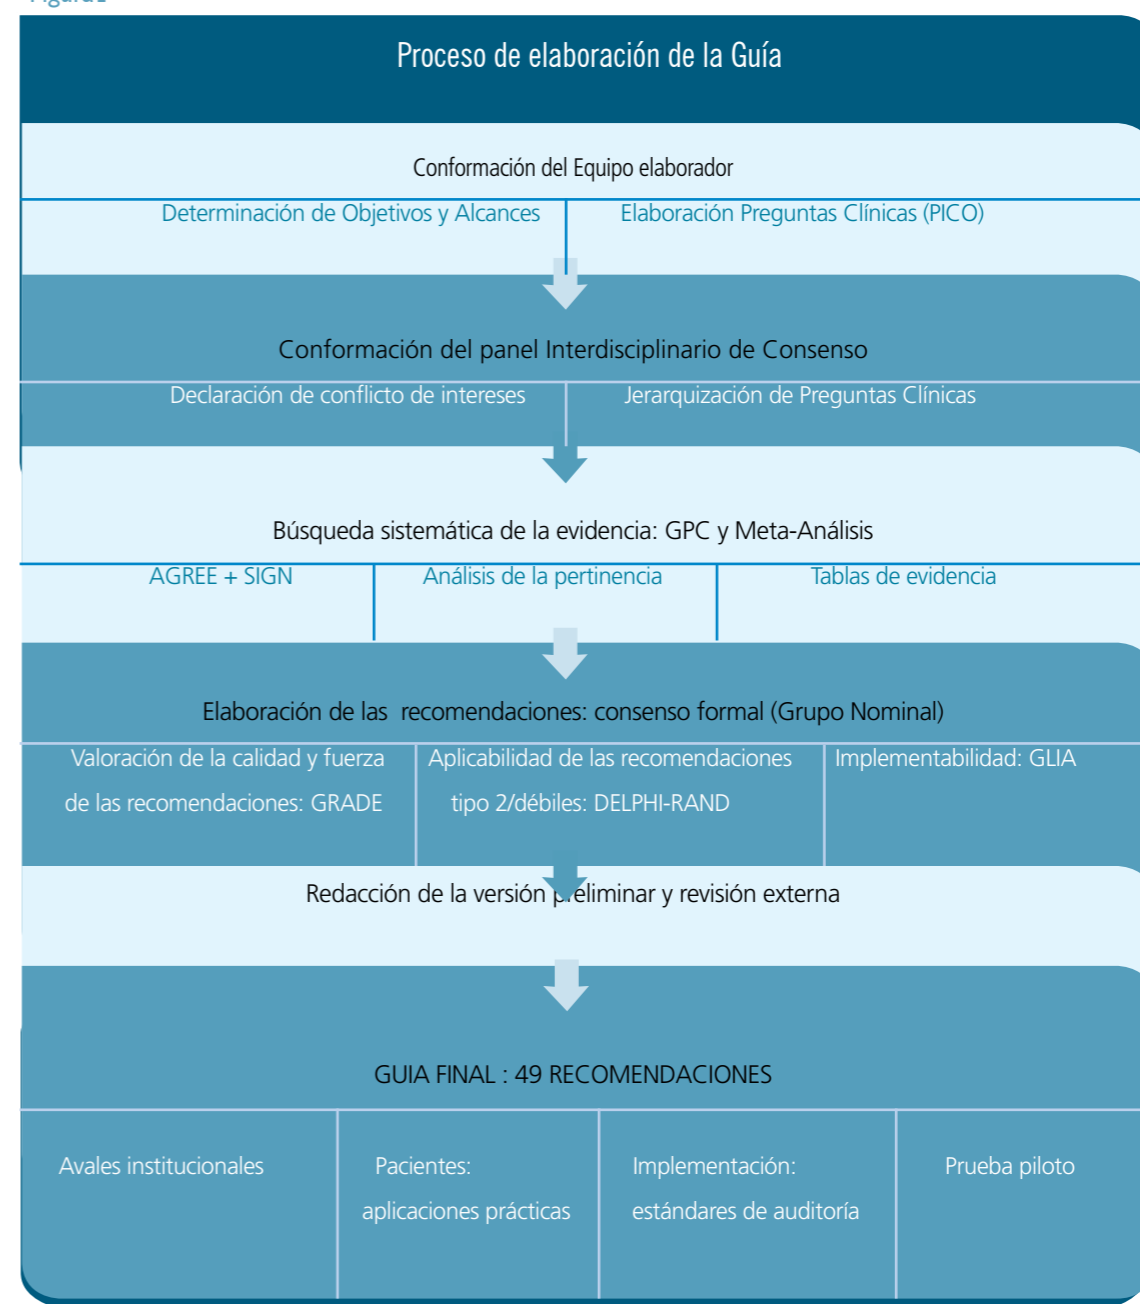 Proceso de elaboración de la Guía
Conformación del Equipo elaborador
Determinación de Objetivos y Alcances
Elaboración Preguntas Clínicas (PICO)
Conformación del panel Interdisciplinario de Consenso
Declaración de conflicto de intereses
Jerarquización de Preguntas Clínicas
Búsqueda sistemática de la evidencia: GPC y Meta-Análisis
AGREE + SIGN
Análisis de la pertinencia
Tablas de evidencia
Elaboración de las recomendaciones: consenso formal (Grupo Nominal)
Valoración de la calidad y fuerza
de las recomendaciones: GRADE
Aplicabilidad de las recomendaciones
tipo 2/débiles: DELPHI-RAND
Implementabilidad: GLIA
Redacción de la versión preliminar y revisión externa
GUIA FINAL : 49 RECOMENDACIONES
Avales institucionales
Pacientes:
aplicaciones prácticas
Implementación:
estándares de auditoría
Prueba piloto